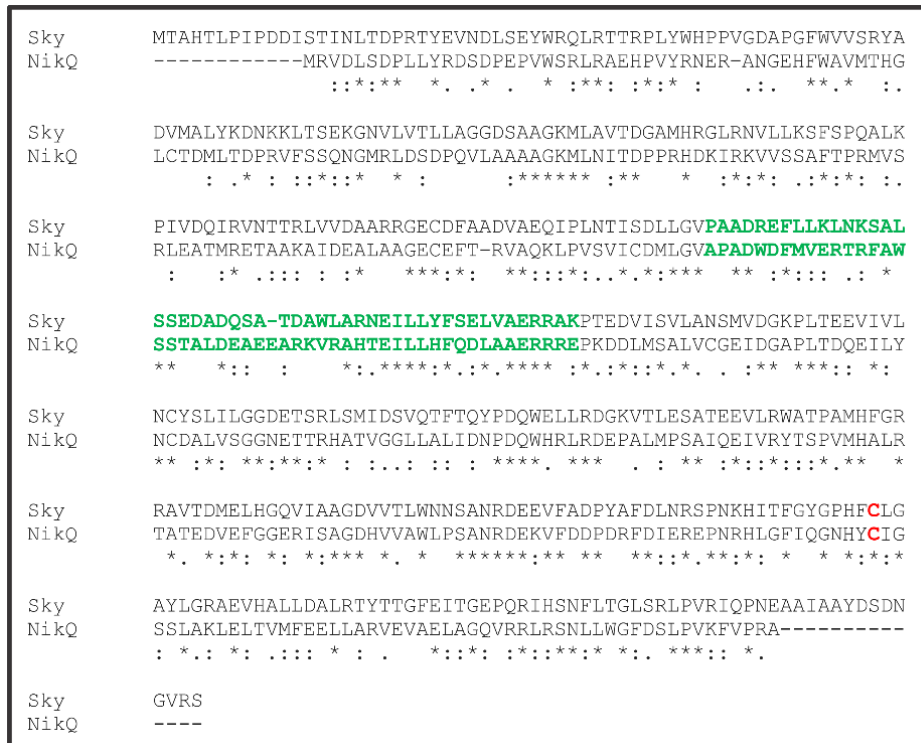 Sky MTAHTLPIPDDISTINLTDPRTYEVNDLSEYWRQLRTTRPLYWHPPVGDAPGFWVVSRYA
NikQ ------------MRVDLSDPLLYRDSDPEPVWSRLRAEHPVYRNER-ANGEHFWAVMTHG
::*:** *. .* . * *:**: .*:* : . . **.* *. :.
Sky DVMALYKDNKKLTSEKGNVLVTLLAGGDSAAGKMLAVTDGAMHRGLRNVLLKSFSPQALK
NikQ LCTDMLTDPRVFSSQNGMRLDSDPQVLAAAAGKMLNITDPPRHDKIRKVVSSAFTPRMVS
: .* : ::*::* * : :****** :** * :*:*: .:*:*: :.
Sky PIVDQIRVNTTRLVVDAARRGECDFAADVAEQIPLNTISDLLGVPAADREFLLKLNKSAL
NikQ RLEATMRETAAKAIDEALAAGECEFT-RVAQKLPVSVICDMLGVAPADWDFMVERTRFAW
: :* .::: : :* ***:*: **:::*:..*.*:*** ** :*::: .: *
Sky SSEDADQSA-TDAWLARNEILLYFSELVAERRAKPTEDVISVLANSMVDGKPLTEEVIVL
NikQ SSTALDEAEEARKVRAHTEILLHFQDLAAERRREPKDDLMSALVCGEIDGAPLTDQEILY
** *:: : *:.****:*.:*.**** :*.:*::*.*. . :** ***:: *:
Sky NCYSLILGGDETSRLSMIDSVQTFTQYPDQWELLRDGKVTLESATEEVLRWATPAMHFGR
NikQ NCDALVSGGNETTRHATVGGLLALIDNPDQWHRLRDEPALMPSAIQEIVRYTSPVMHALR
** :*: **:**:* : :..: :: : ****. *** . : ** :*::*::*.** *
Sky RAVTDMELHGQVIAAGDVVTLWNNSANRDEEVFADPYAFDLNRSPNKHITFGYGPHFCLG
NikQ TATEDVEFGGERISAGDHVVAWLPSANRDEKVFDDPDRFDIEREPNRHLGFIQGNHYCIG
*. *:*: *: *:*** *. * ******:** ** **::*.**:*: * * *:*:*
Sky AYLGRAEVHALLDALRTYTTGFEITGEPQRIHSNFLTGLSRLPVRIQPNEAAIAAYDSDN
NikQ SSLAKLELTVMFEELLARVEVAELAGQVRRLRSNLLWGFDSLPVKFVPRA----------
: *.: *: .:: : * : . *::*: :*::**:* *:. ***:: *.
Sky GVRS
NikQ ----